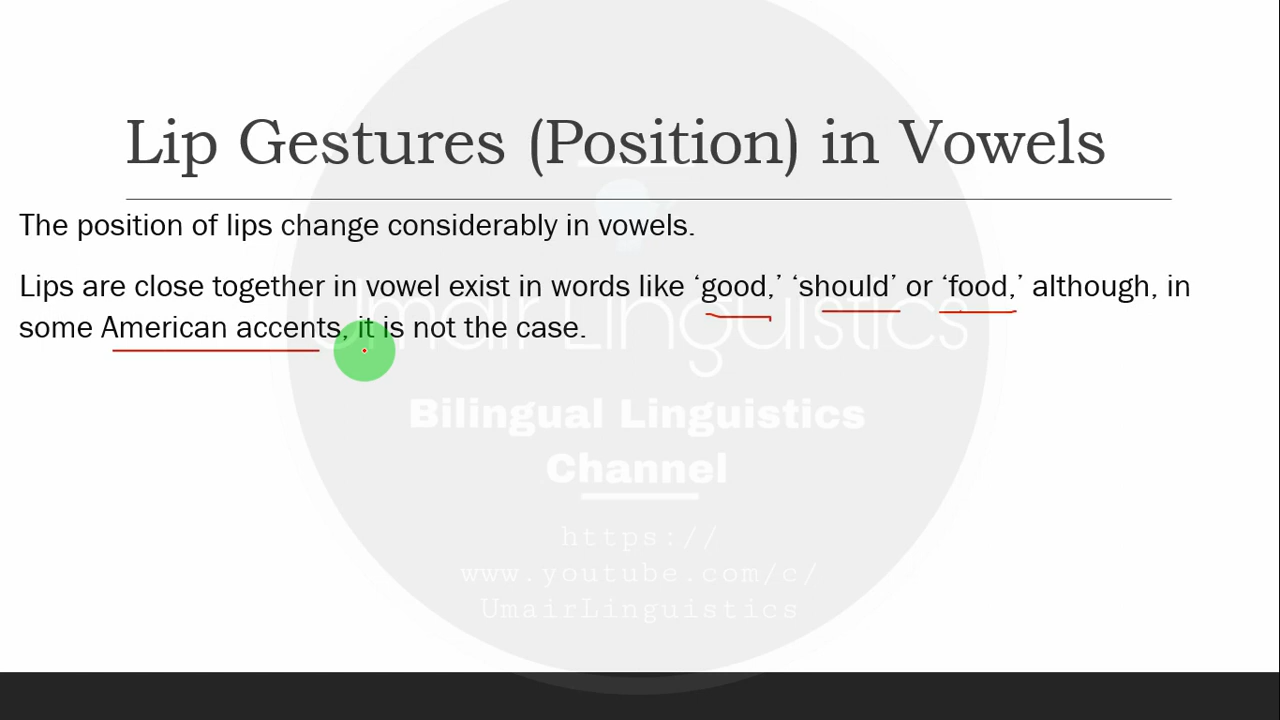 Lip Gestures (Position) in Vowels
The position of lips change considerably in vowels.
Lips are close together in vowel exist in words like ‘good,’ ‘should’ or ‘food,’ although, in
some American accents, it is not the case.
Umair Linguistics
Bilingual Linguistics
Channel
https://
www.youtube.com/c/
UmairLinguistics